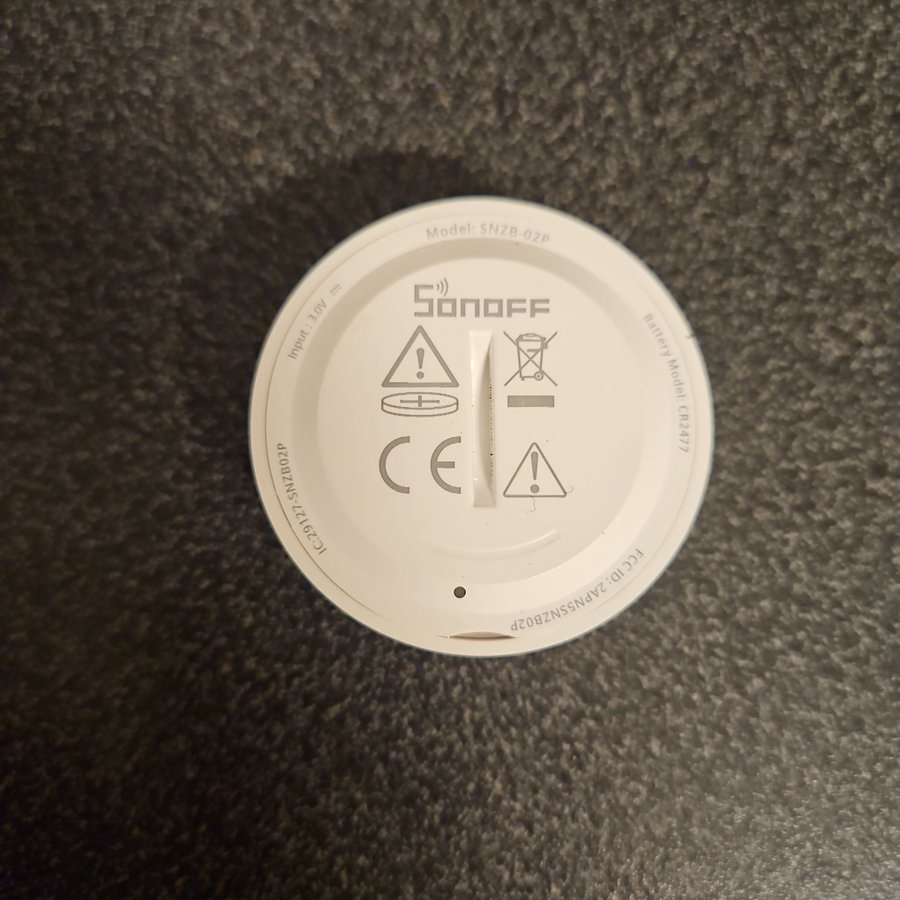 Model: SNZB-02P
Input : 3.0V ⎓
SONOFF
Battery Model: CR2477
CE
IC:29127-SNZB02P
FCC ID: 2APN5SNZB02P